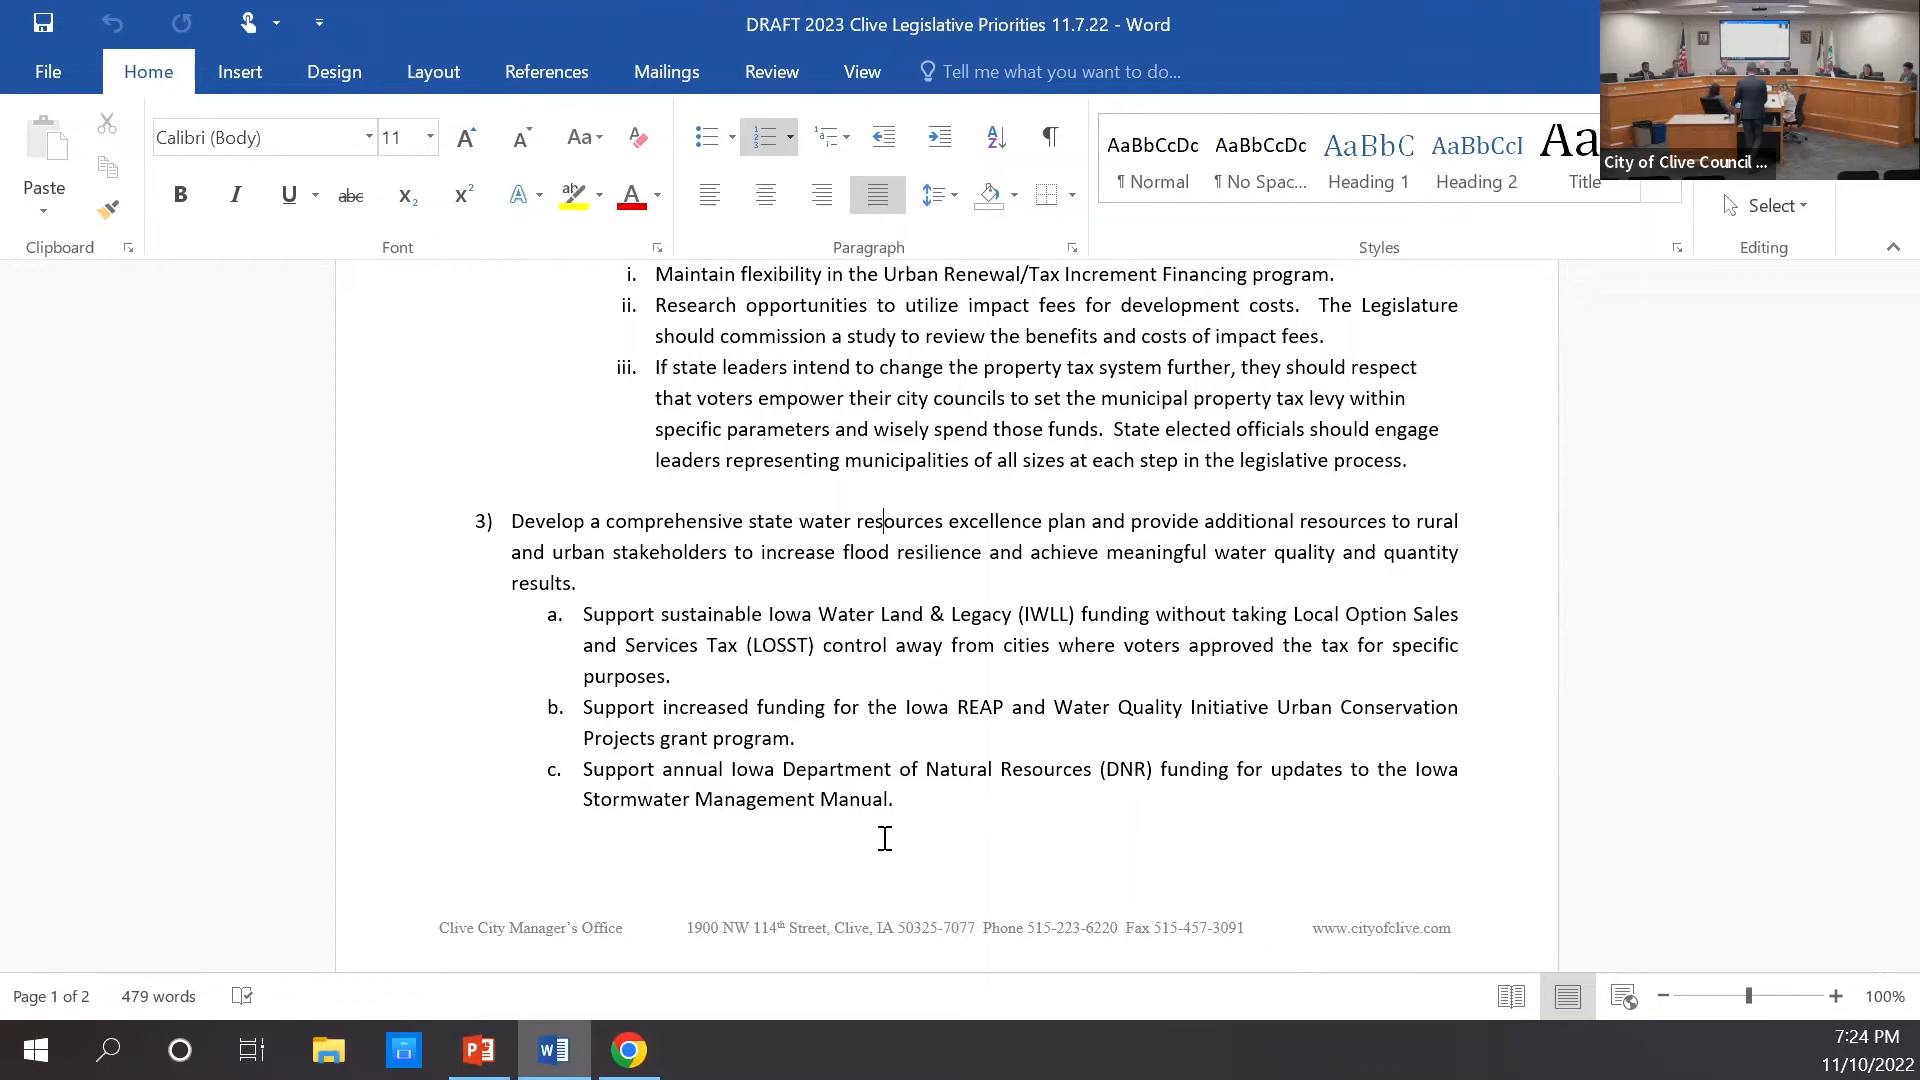 DRAFT 2023 Clive Legislative Priorities 11.7.22 - Word
File Home Insert Design Layout References Mailings Review View Tell me what you want to do...
City of Clive Council ...
Paste
Calibri (Body) 11
Aa
B I U abc X₂ X² A ab A
AaBbCcDc AaBbCcDc AaBbC AaBbCcI Aa
¶ Normal ¶ No Spac... Heading 1 Heading 2 Title
Select
Clipboard Font Paragraph Styles Editing
i. Maintain flexibility in the Urban Renewal/Tax Increment Financing program.
ii. Research opportunities to utilize impact fees for development costs. The Legislature
should commission a study to review the benefits and costs of impact fees.
iii. If state leaders intend to change the property tax system further, they should respect
that voters empower their city councils to set the municipal property tax levy within
specific parameters and wisely spend those funds. State elected officials should engage
leaders representing municipalities of all sizes at each step in the legislative process.
3) Develop a comprehensive state water resources excellence plan and provide additional resources to rural
and urban stakeholders to increase flood resilience and achieve meaningful water quality and quantity
results.
a. Support sustainable Iowa Water Land & Legacy (IWLL) funding without taking Local Option Sales
and Services Tax (LOSST) control away from cities where voters approved the tax for specific
purposes.
b. Support increased funding for the Iowa REAP and Water Quality Initiative Urban Conservation
Projects grant program.
c. Support annual Iowa Department of Natural Resources (DNR) funding for updates to the Iowa
Stormwater Management Manual.
Clive City Manager's Office 1900 NW 114th Street, Clive, IA 50325-7077 Phone 515-223-6220 Fax 515-457-3091 www.cityofclive.com
Page 1 of 2 479 words 100%
7:24 PM
11/10/2022